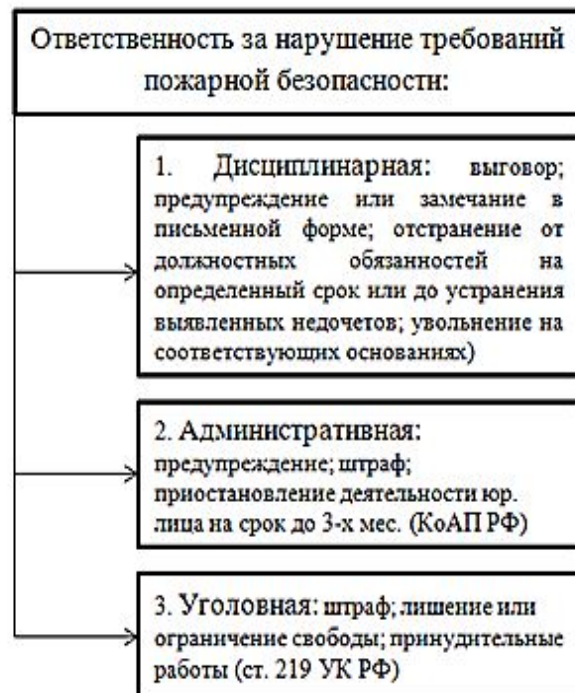 Ответственность за нарушение требований
пожарной безопасности:
1. Дисциплинарная: выговор;
предупреждение или замечание в
письменной форме; отстранение от
должностных обязанностей на
определенный срок или до устранения
выявленных недочетов; увольнение на
соответствующих основаниях)
2. Административная:
предупреждение; штраф;
приостановление деятельности юр.
лица на срок до 3-х мес. (КоАП РФ)
3. Уголовная: штраф; лишение или
ограничение свободы; принудительные
работы (ст. 219 УК РФ)